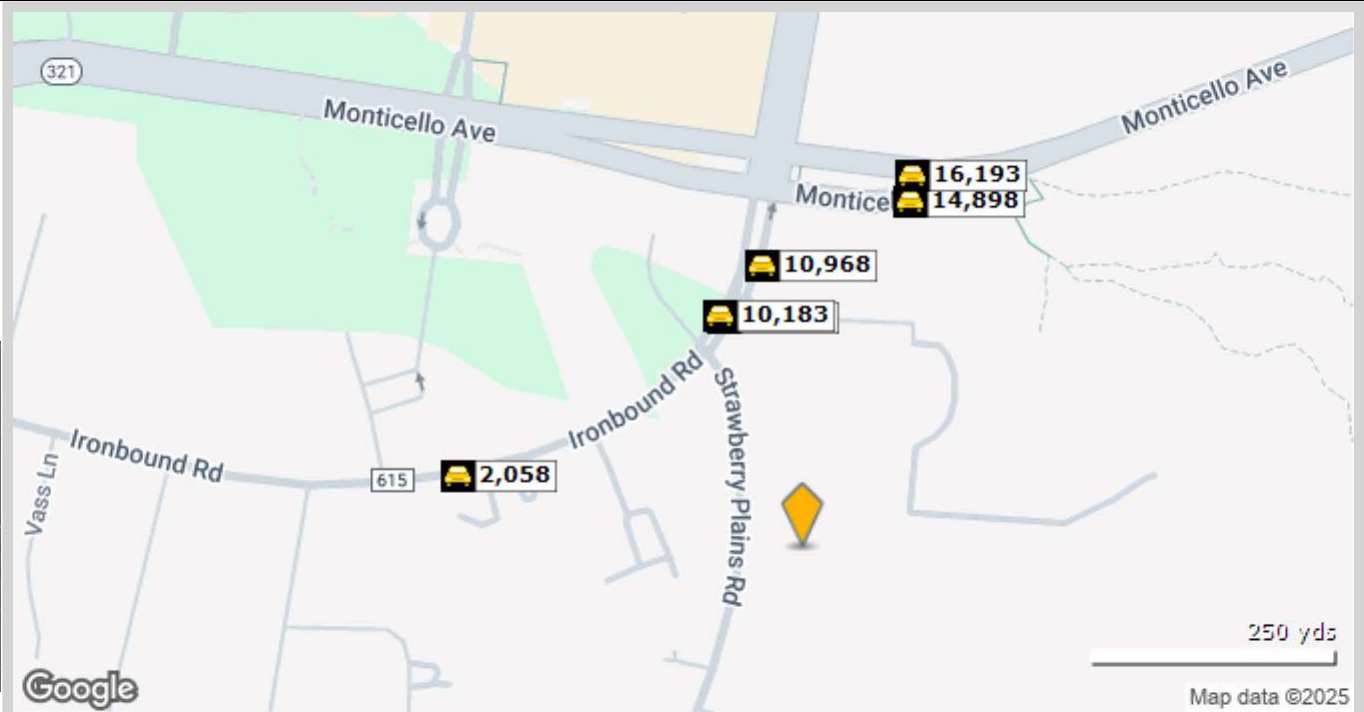 321
Monticello Ave
Monticello Ave
16,193
Montice
14,898
10,968
10,183
Ironbound Rd
Strawberry Plains Rd
Ironbound Rd
615
2,058
Vass Ln
250 yds
Google
Map data ©2025